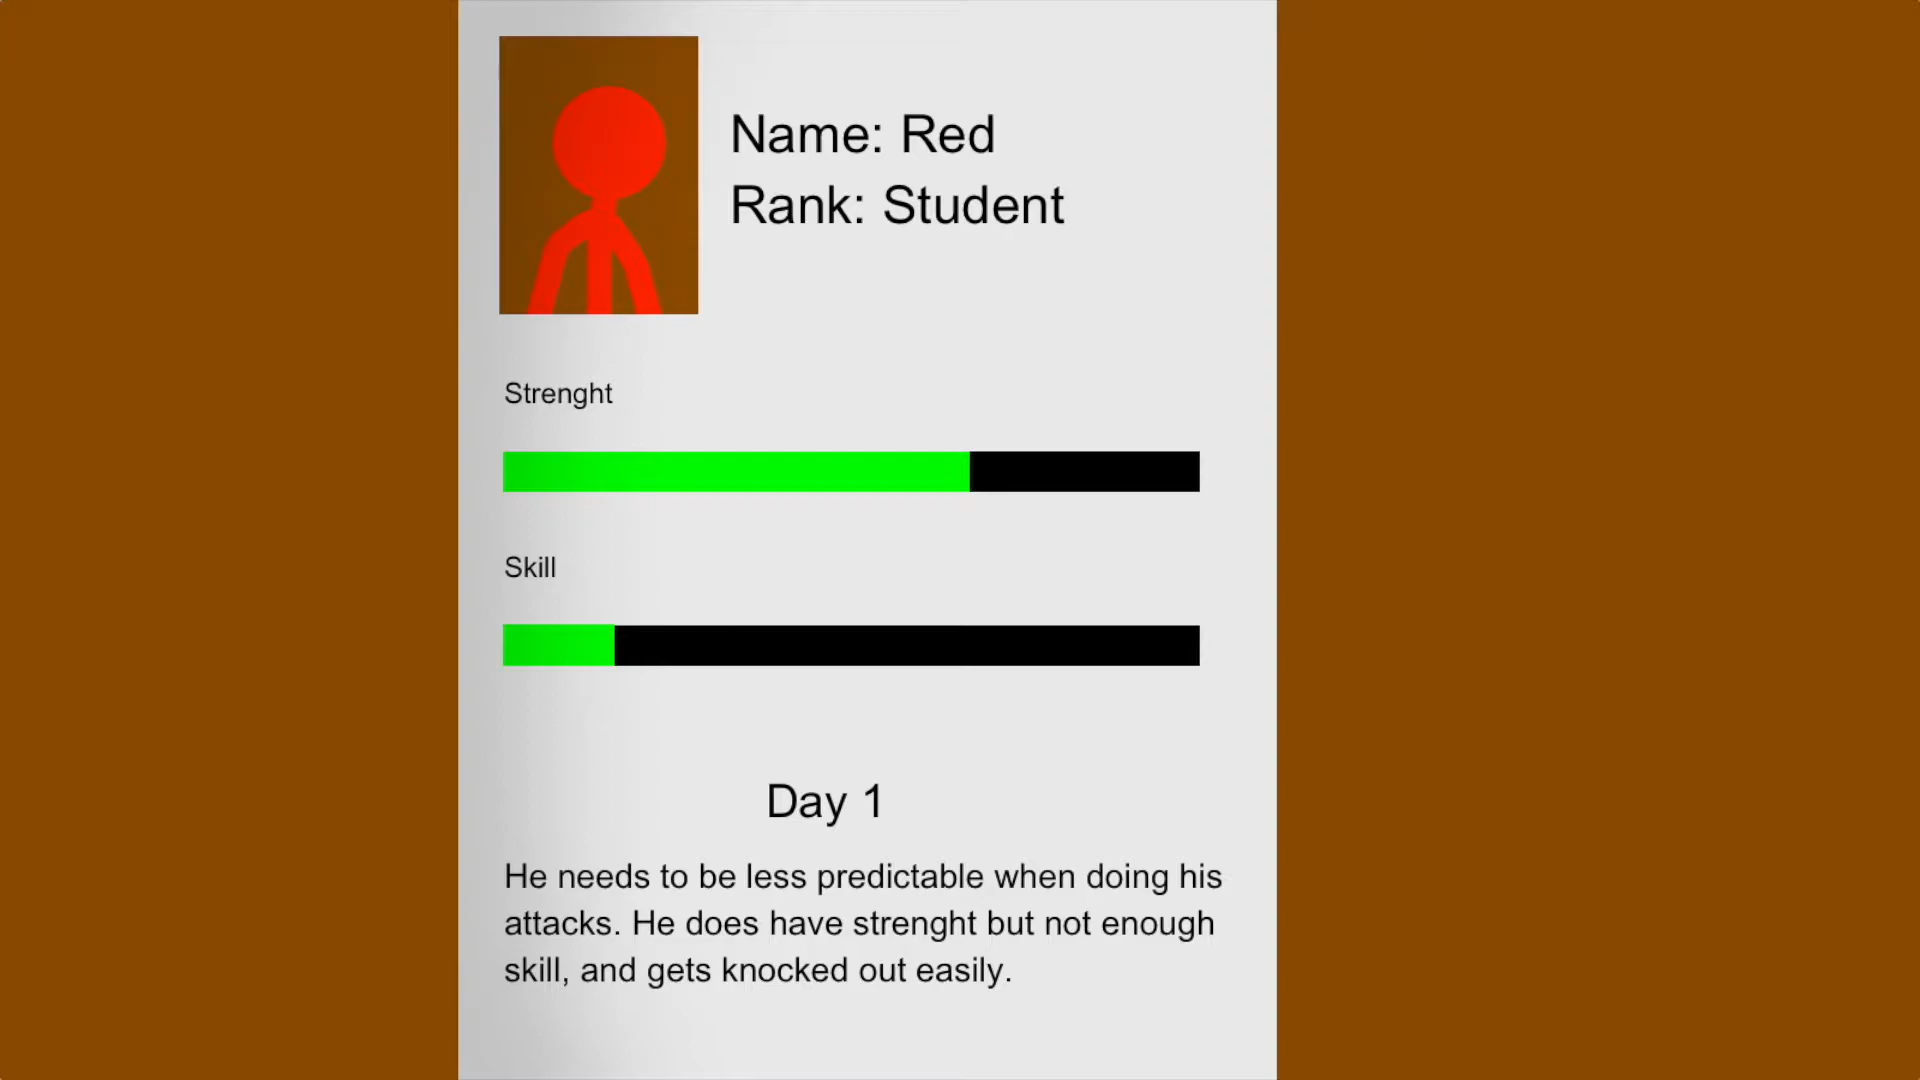 Name: Red
Rank: Student
Strenght
Skill
Day 1
He needs to be less predictable when doing his
attacks. He does have strenght but not enough
skill, and gets knocked out easily.